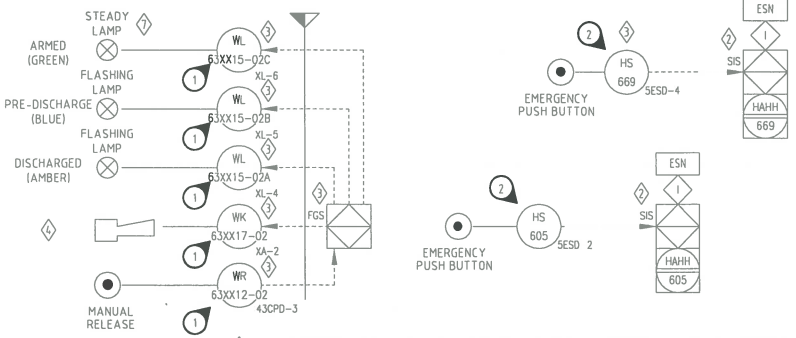 STEADY
LAMP
7
ARMED
(GREEN)
WL
63XX15-02C
3
1
XL-6
FLASHING
LAMP
PRE-DISCHARGE
(BLUE)
WL
63XX15-02B
3
1
XL-5
FLASHING
LAMP
DISCHARGED
(AMBER)
WL
63XX15-02A
3
1
XL-4
4
WK
63XX17-02
3
1
XA-2
3
FGS
WR
63XX12-02
3
1
43CPD-3
MANUAL
RELEASE
2
3
HS
669
5ESD-4
EMERGENCY
PUSH BUTTON
ESN
I
2
SIS
HAHH
669
2
HS
605
5ESD 2
EMERGENCY
PUSH BUTTON
ESN
I
2
SIS
HAHH
605